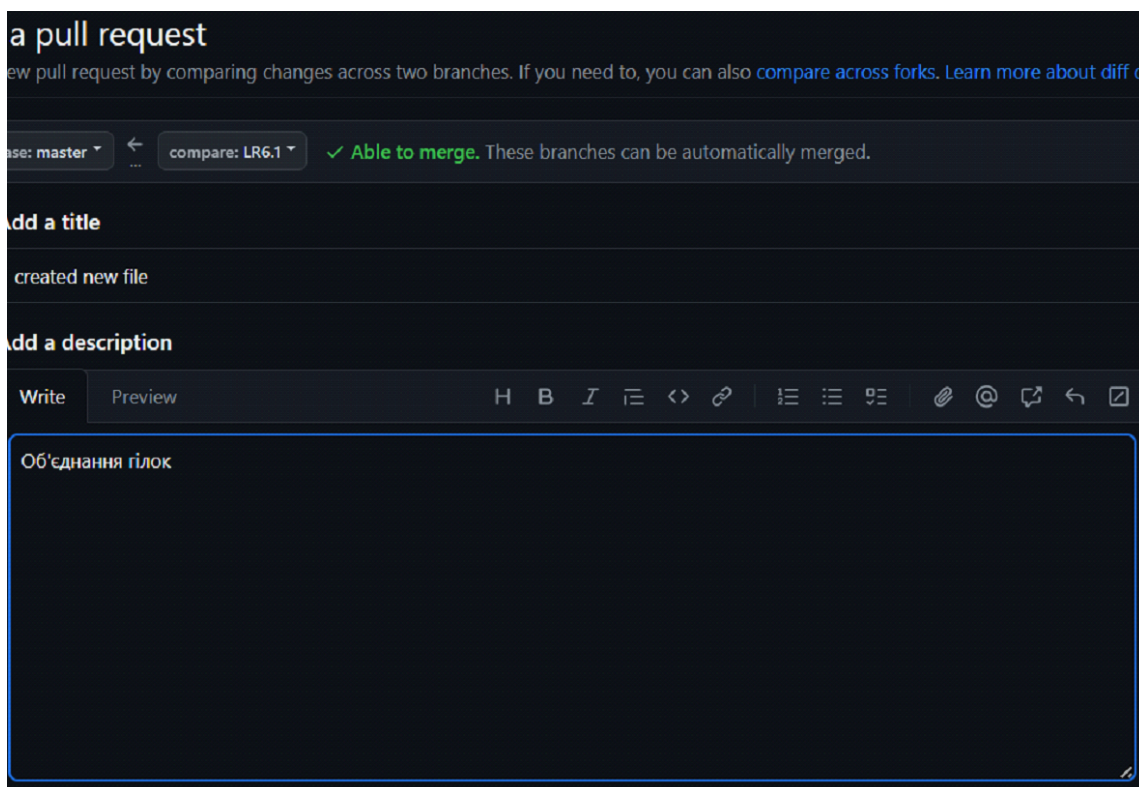 a pull request
ew pull request by comparing changes across two branches. If you need to, you can also compare across forks. Learn more about diff
ase: master ← compare: LR6.1 ✓ Able to merge. These branches can be automatically merged.
Add a title
created new file
Add a description
Write Preview
Об'єднання гілок